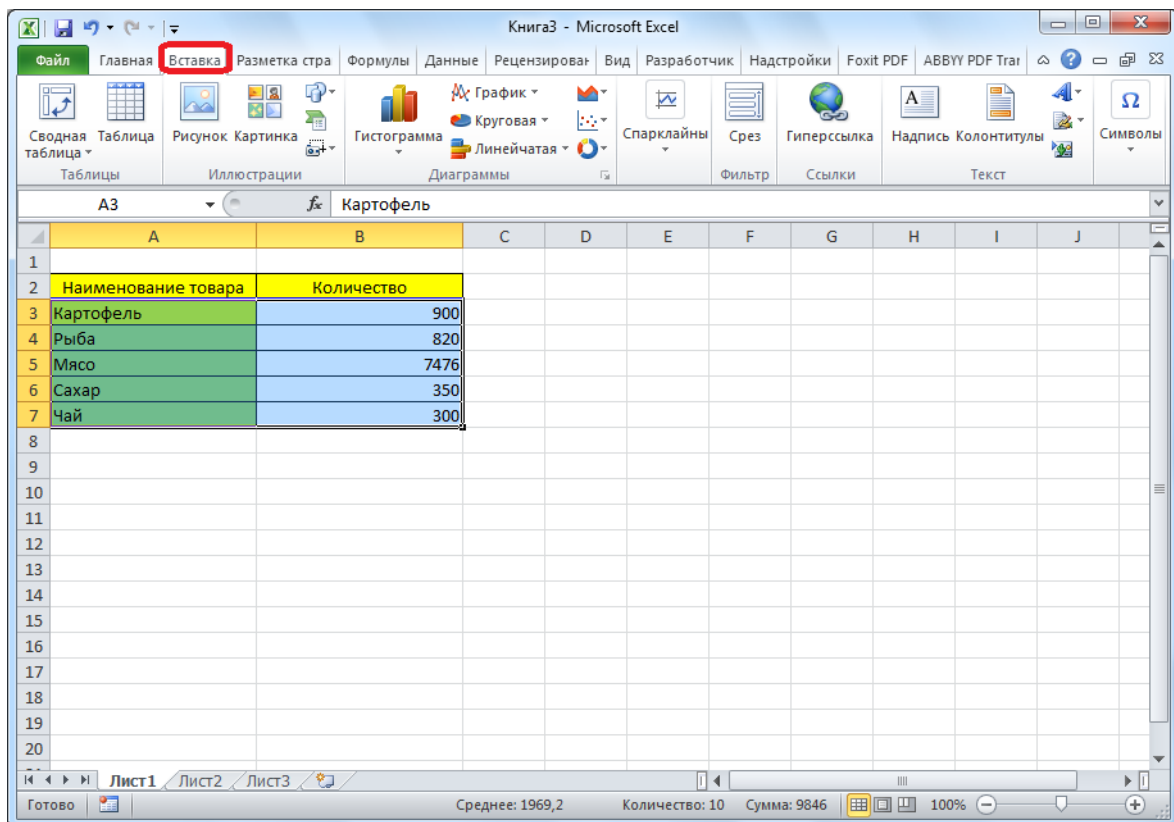 Книга3 - Microsoft Excel
Файл Главная Вставка Разметка стра Формулы Данные Рецензирован Вид Разработчик Надстройки Foxit PDF ABBYY PDF Trar
Сводная таблица Таблица Рисунок Картинка Гистограмма График Круговая Линейчатая Спарклайны Срез Гиперссылка Надпись Колонтитулы Символы
Таблицы Иллюстрации Диаграммы Фильтр Ссылки Текст
A3 fx Картофель
A B C D E F G H I J
1
2 Наименование товара Количество
3 Картофель 900
4 Рыба 820
5 Мясо 7476
6 Сахар 350
7 Чай 300
8
9
10
11
12
13
14
15
16
17
18
19
20
Лист1 Лист2 Лист3
Готово Среднее: 1969,2 Количество: 10 Сумма: 9846 100%